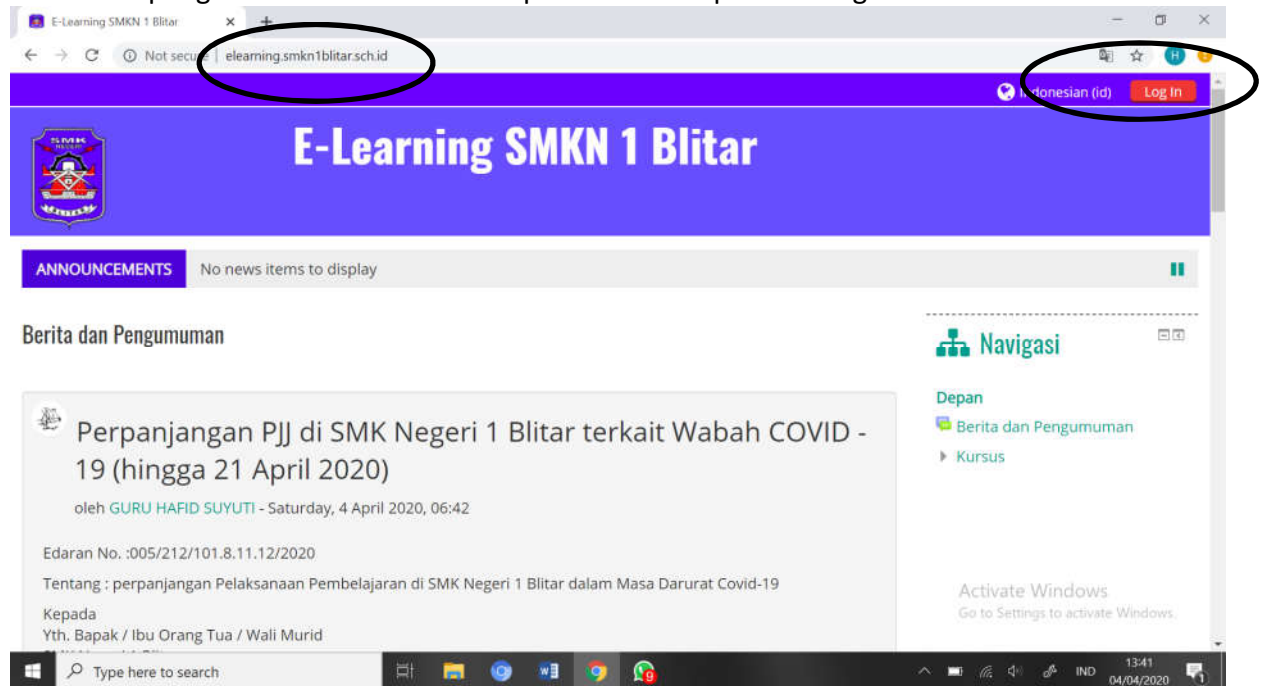 E-Learning SMKN 1 Blitar
Not secure | elearning.smkn1blitar.sch.id
Indonesian (id) Log In
SMK
NEGERI
E-Learning SMKN 1 Blitar
ANNOUNCEMENTS No news items to display
Berita dan Pengumuman
Perpanjangan PJJ di SMK Negeri 1 Blitar terkait Wabah COVID -
19 (hingga 21 April 2020)
oleh GURU HAFID SUYUTI - Saturday, 4 April 2020, 06:42
Edaran No. :005/212/101.8.11.12/2020
Tentang : perpanjangan Pelaksanaan Pembelajaran di SMK Negeri 1 Blitar dalam Masa Darurat Covid-19
Kepada
Yth. Bapak / Ibu Orang Tua / Wali Murid
Navigasi
Depan
Berita dan Pengumuman
Kursus
Activate Windows
Go to Settings to activate Windows.
Type here to search
9
IND
13:41
04/04/2020
1
H